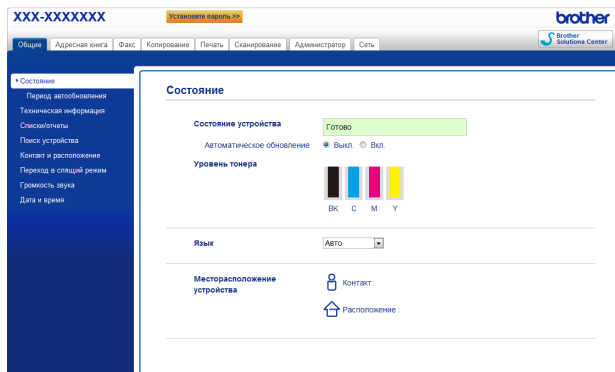 XXX-XXXXXXX Установите пароль >> brother
Общие Адресная книга Факс Копирование Печать Сканирование Администратор Сеть Brother Solutions Center
Состояние
Период автообновления
Техническая информация
Списки/отчеты
Поиск устройства
Контакт и расположение
Переход в спящий режим
Громкость звука
Дата и время
Состояние
Состояние устройства Готово
Автоматическое обновление Выкл. Вкл.
Уровень тонера
BK C M Y
Язык Авто
Месторасположение устройства
Контакт :
Расположение :